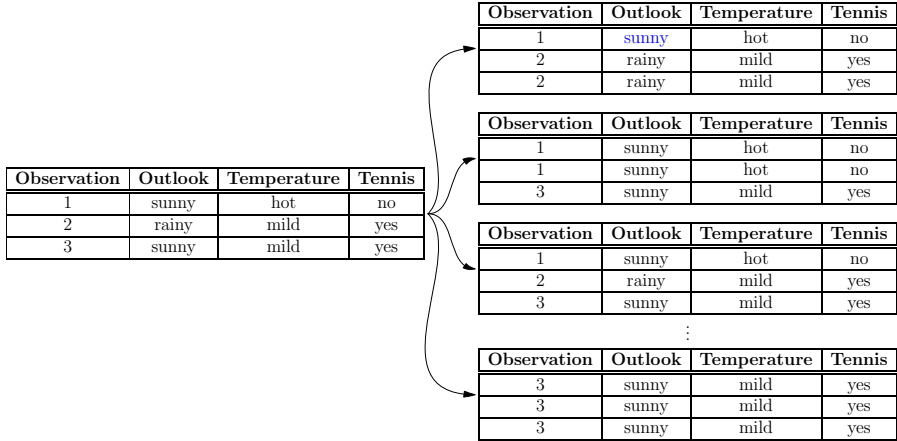 Observation Outlook Temperature Tennis
1 sunny hot no
2 rainy mild yes
3 sunny mild yes
Observation Outlook Temperature Tennis
1 sunny hot no
2 rainy mild yes
2 rainy mild yes
Observation Outlook Temperature Tennis
1 sunny hot no
1 sunny hot no
3 sunny mild yes
Observation Outlook Temperature Tennis
1 sunny hot no
2 rainy mild yes
3 sunny mild yes
⋮
Observation Outlook Temperature Tennis
3 sunny mild yes
3 sunny mild yes
3 sunny mild yes